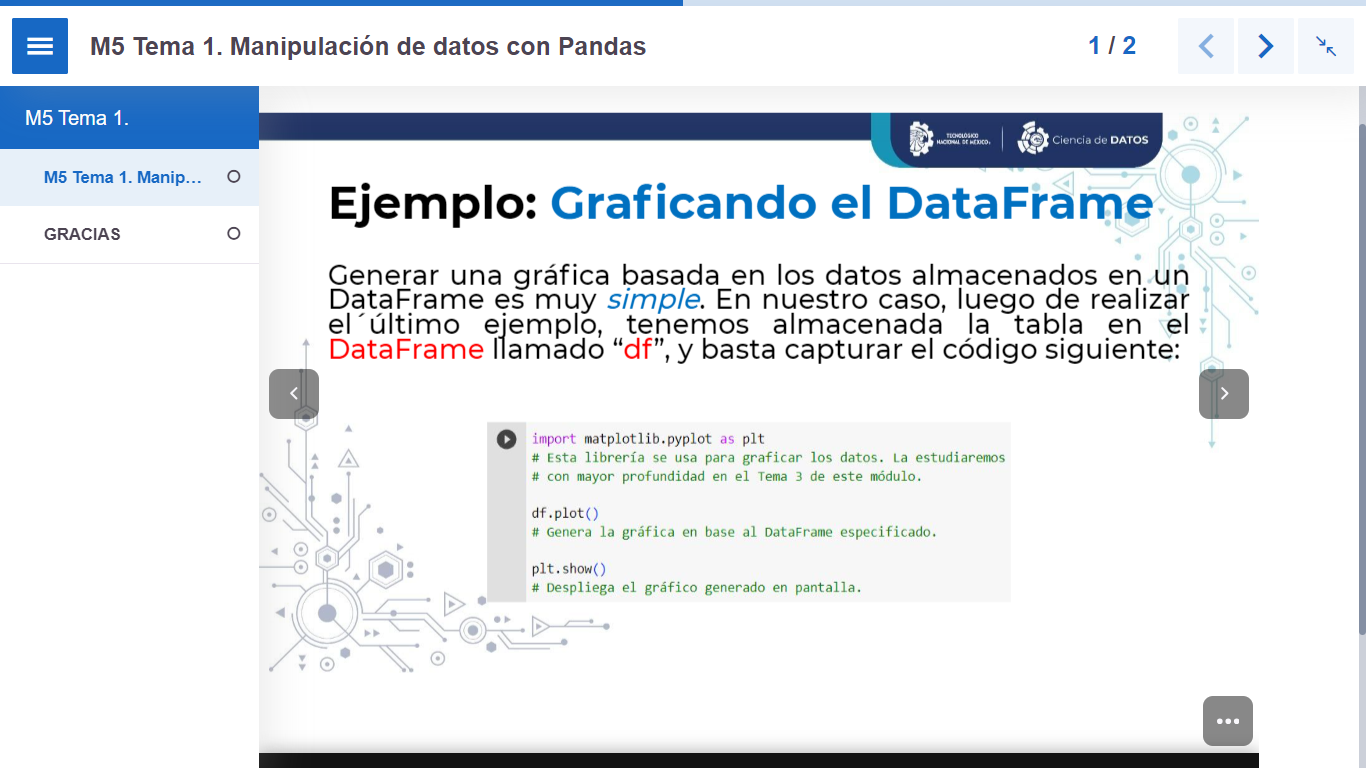 M5 Tema 1. Manipulación de datos con Pandas
1 / 2
M5 Tema 1.
M5 Tema 1. Manip...
GRACIAS
TECNOLÓGICO
NACIONAL DE MÉXICO
Ciencia de DATOS
Ejemplo: Graficando el DataFrame
Generar una gráfica basada en los datos almacenados en un
DataFrame es muy simple. En nuestro caso, luego de realizar
el´último ejemplo, tenemos almacenada la tabla en el
DataFrame llamado “df”, y basta capturar el código siguiente:
import matplotlib.pyplot as plt
# Esta librería se usa para graficar los datos. La estudiaremos
# con mayor profundidad en el Tema 3 de este módulo.
df.plot()
# Genera la gráfica en base al DataFrame especificado.
plt.show()
# Despliega el gráfico generado en pantalla.